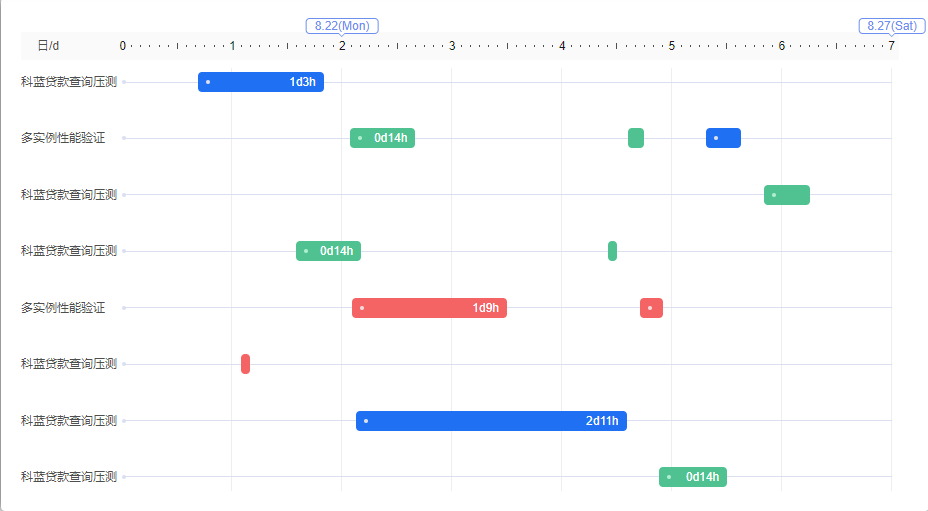 8.22(Mon) 8.27(Sat)
日/d 0 1 2 3 4 5 6 7
科蓝贷款查询压测 1d3h
多实例性能验证 0d14h
科蓝贷款查询压测
科蓝贷款查询压测 0d14h
多实例性能验证 1d9h
科蓝贷款查询压测
科蓝贷款查询压测 2d11h
科蓝贷款查询压测 0d14h